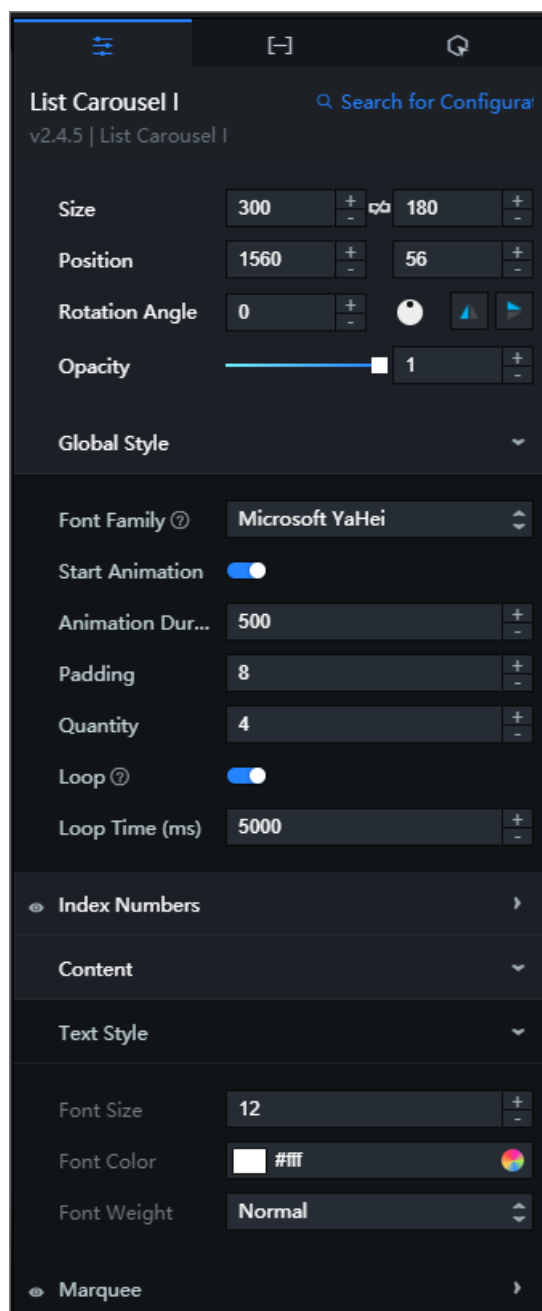 List Carousel I
Search for Configurat
v2.4.5 | List Carousel I
Size 300 + - 180 + -
Position 1560 + - 56 + -
Rotation Angle 0 + -
Opacity 1 + -
Global Style
Font Family ? Microsoft YaHei
Start Animation
Animation Dur... 500 + -
Padding 8 + -
Quantity 4 + -
Loop ?
Loop Time (ms) 5000 + -
Index Numbers
Content
Text Style
Font Size 12 + -
Font Color #fff
Font Weight Normal
Marquee